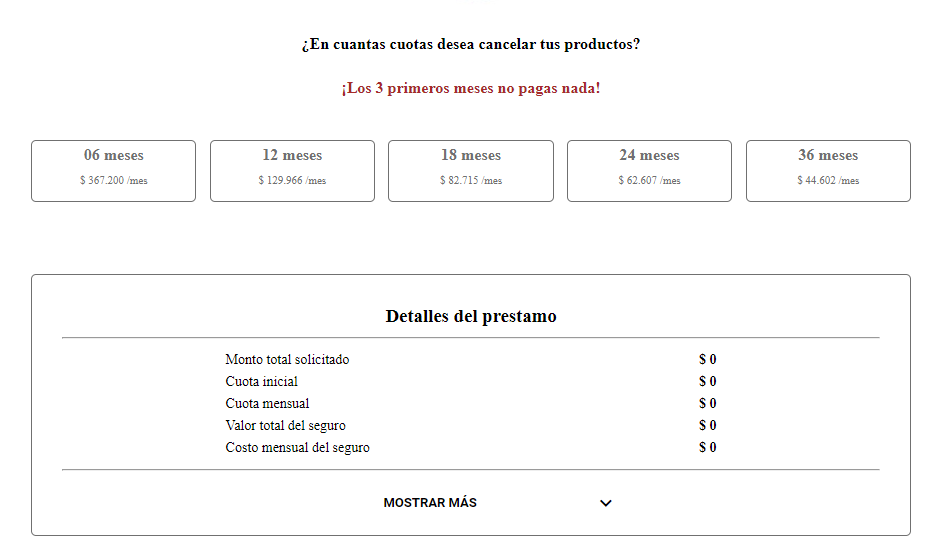 ¿En cuantas cuotas desea cancelar tus productos?
¡Los 3 primeros meses no pagas nada!
06 meses
$ 367.200 /mes
12 meses
$ 129.966 /mes
18 meses
$ 82.715 /mes
24 meses
$ 62.607 /mes
36 meses
$ 44.602 /mes
Detalles del prestamo
Monto total solicitado $ 0
Cuota inicial $ 0
Cuota mensual $ 0
Valor total del seguro $ 0
Costo mensual del seguro $ 0
MOSTRAR MÁS